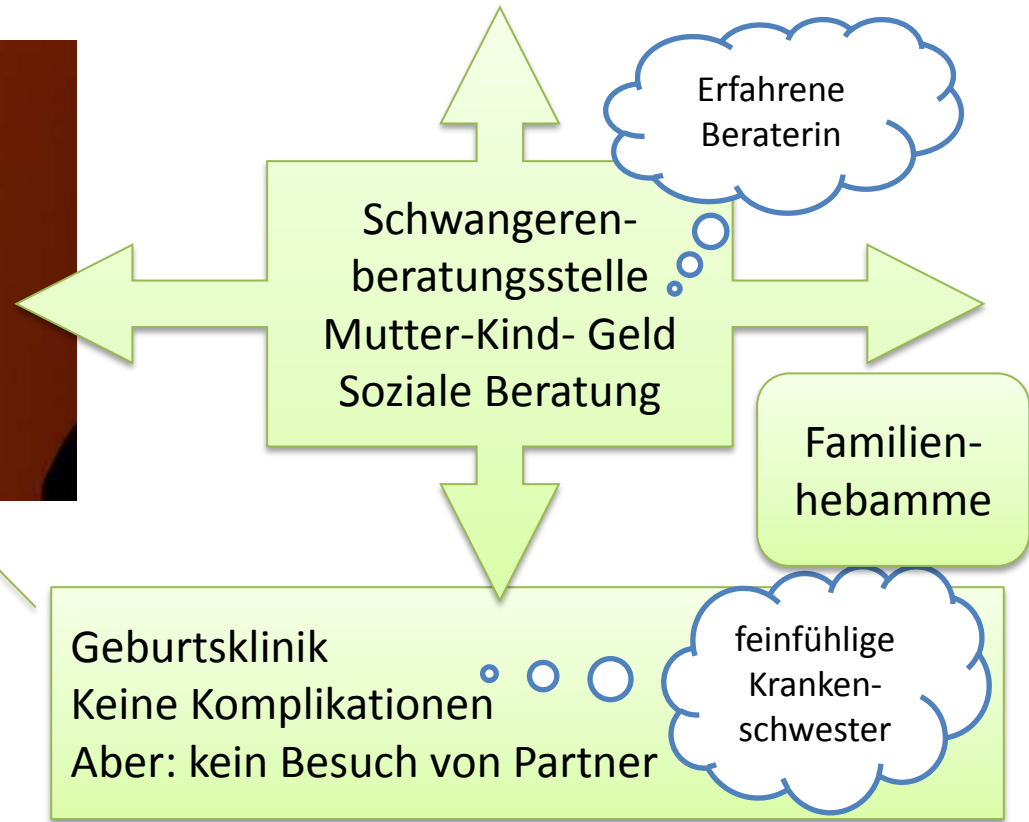 Erfahrene
Beraterin
Schwangeren-
beratungsstelle
Mutter-Kind- Geld
Soziale Beratung
Familien-
hebamme
Geburtsklinik
Keine Komplikationen
Aber: kein Besuch von Partner
feinfühlige
Kranken-
schwester